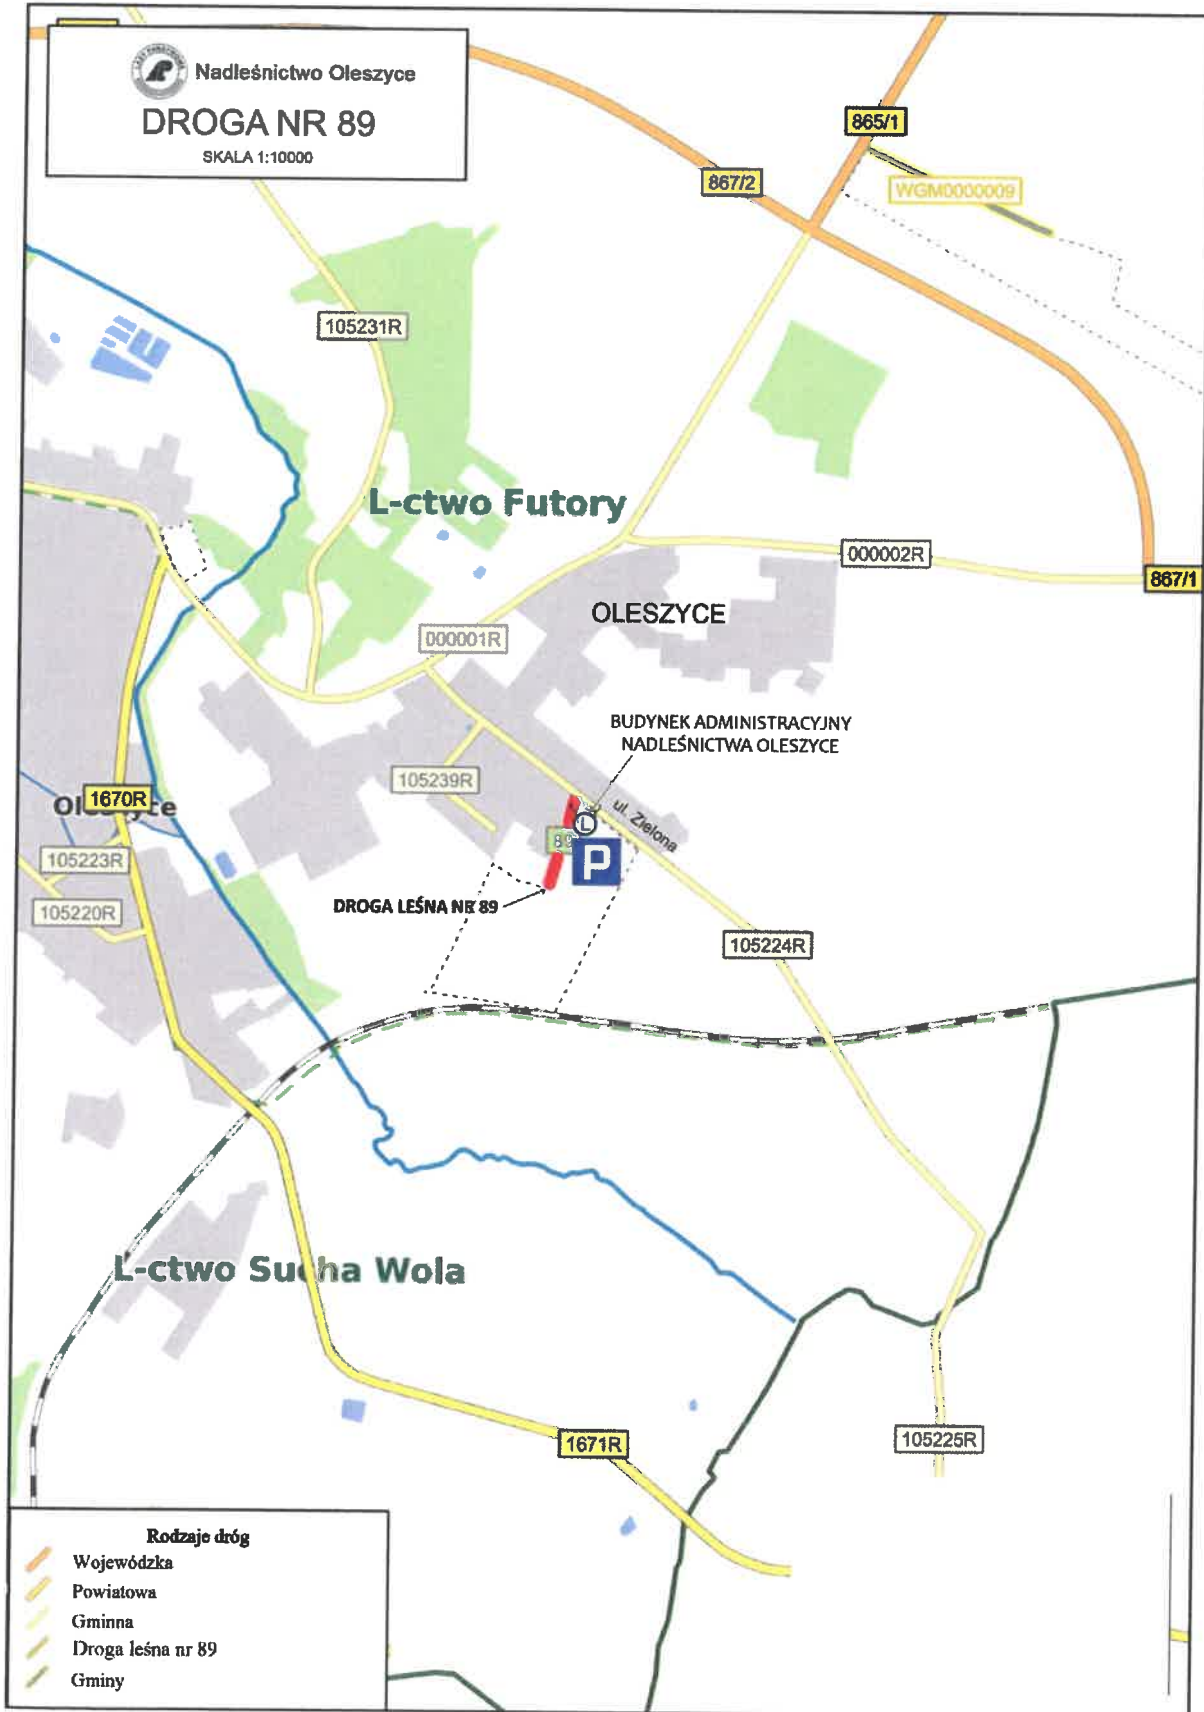 Nadleśnictwo Oleszyce
DROGA NR 89
SKALA 1:10000
865/1
867/2
WGM0000009
105231R
L-ctwo Futory
000002R
867/1
OLESZYCE
000001R
BUDYNEK ADMINISTRACYJNY
NADLEŚNICTWA OLESZYCE
105239R
1670R
ul. Zielona
L
89
P
105223R
DROGA LEŚNA NR 89
105220R
105224R
L-ctwo Sucha Wola
1671R
105225R
Rodzaje dróg
Wojewódzka
Powiatowa
Gminna
Droga leśna nr 89
Gminy